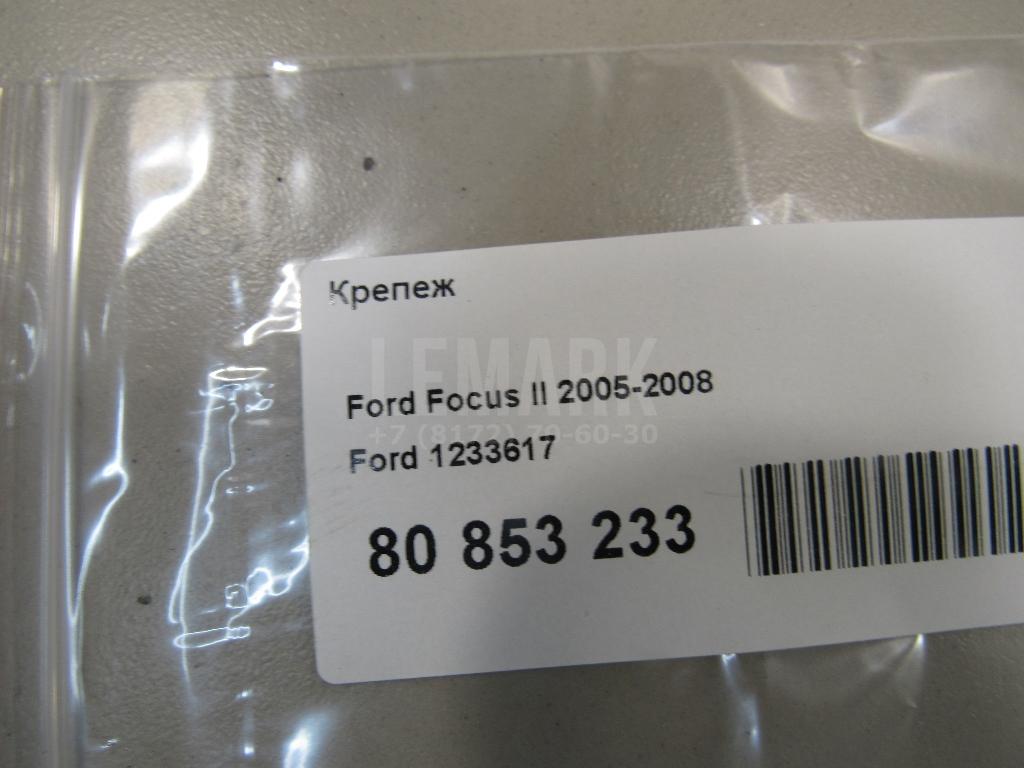 Крепеж
LEMARK
Ford Focus II 2005-2008
+7 (8172) 70-60-30
Ford 1233617
80 853 233